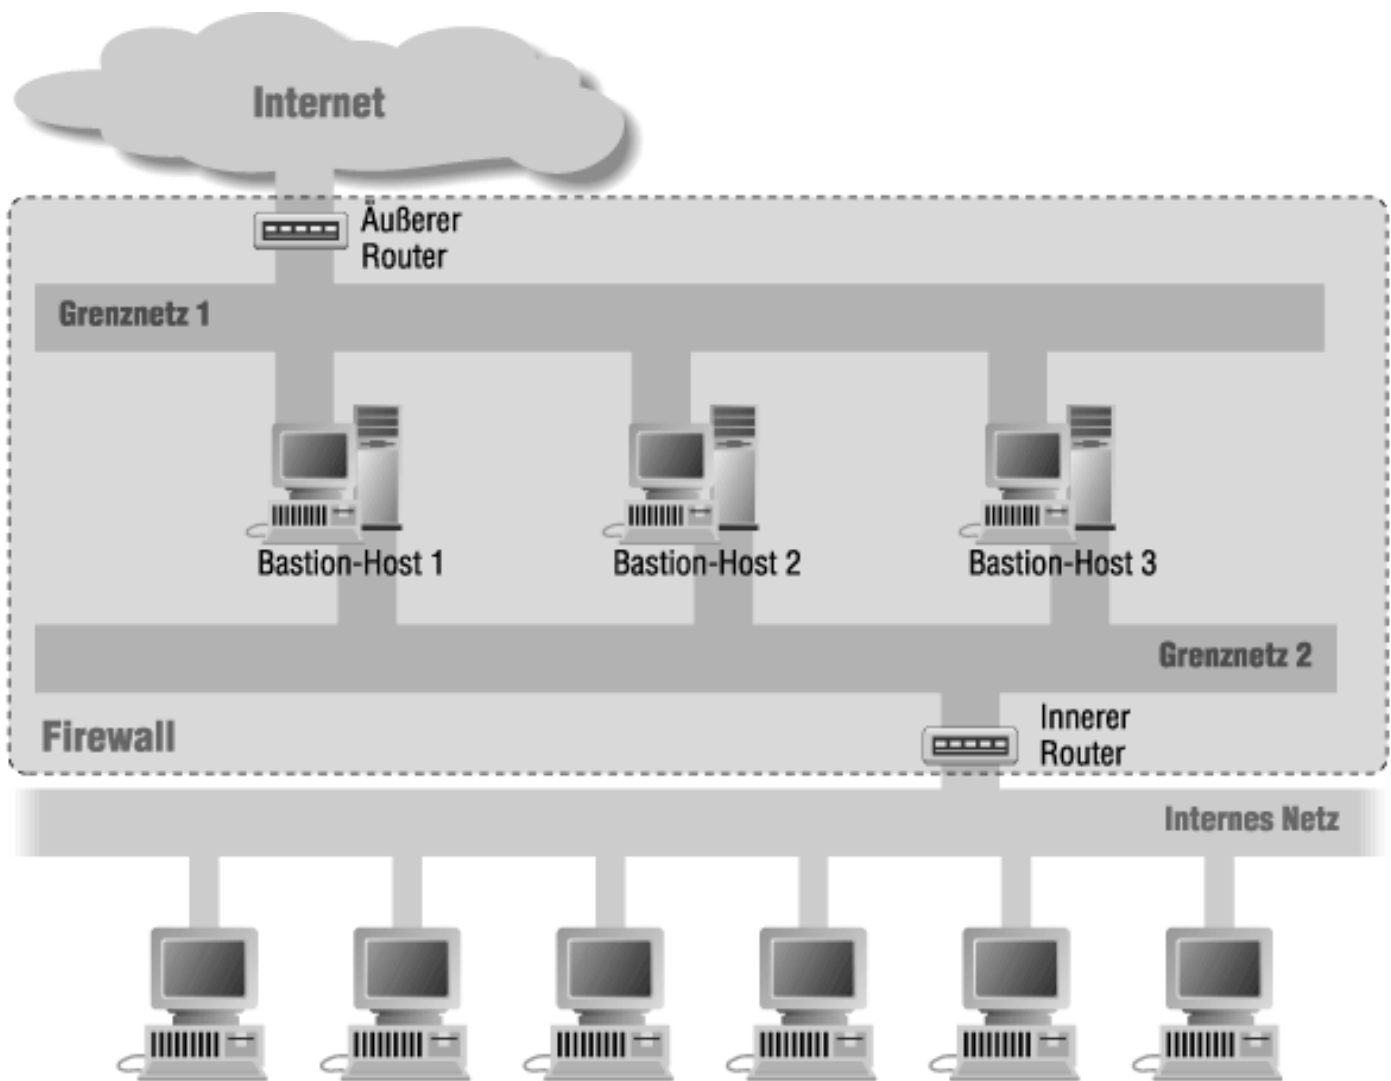 Internet
Äußerer
Router
Grenznetz 1
Bastion-Host 1
Bastion-Host 2
Bastion-Host 3
Grenznetz 2
Firewall
Innerer
Router
Internes Netz